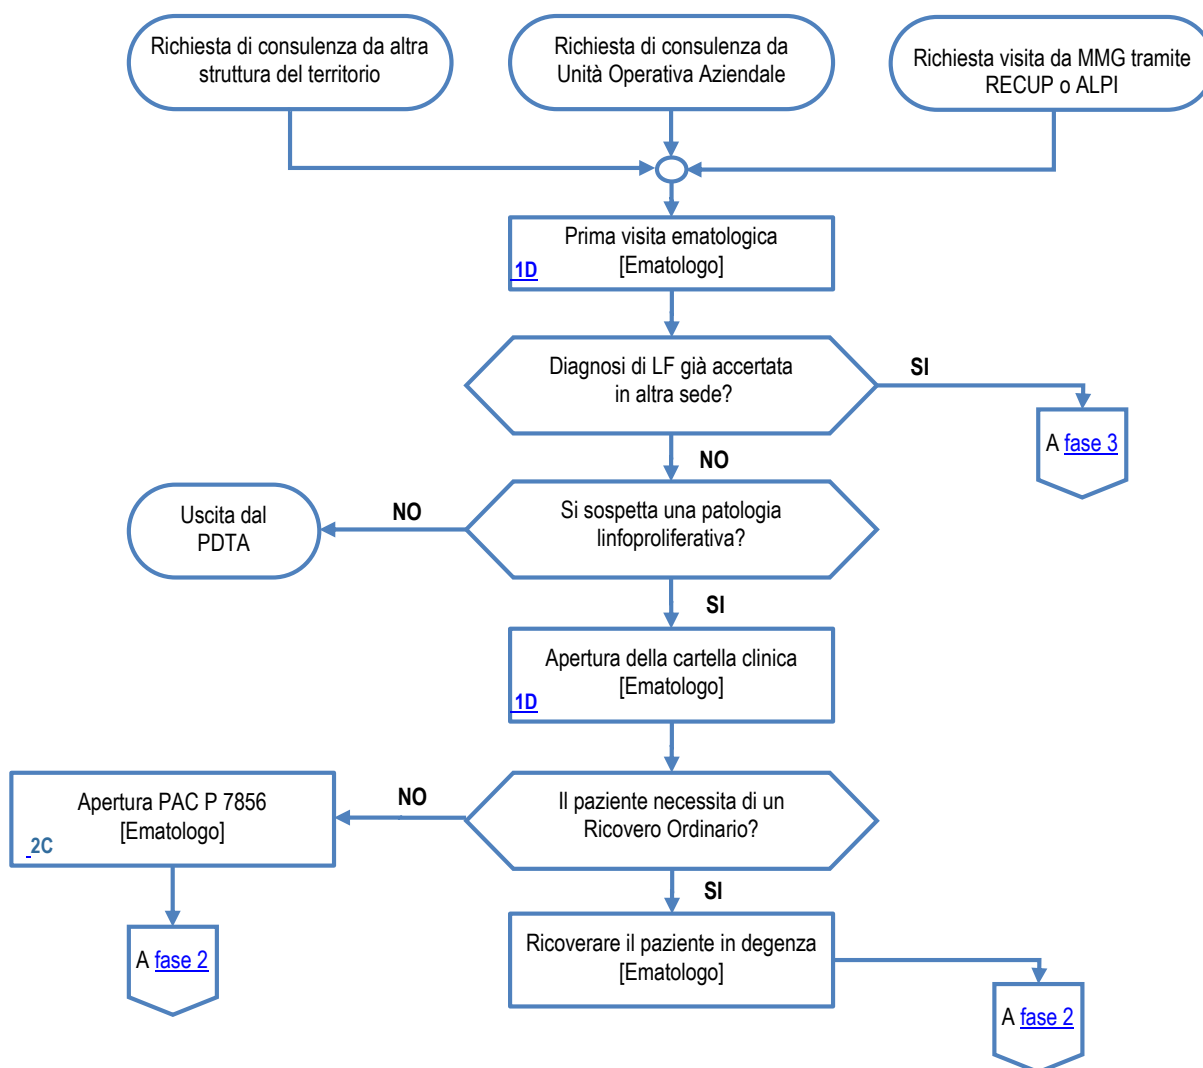 Richiesta di consulenza da altra
struttura del territorio
Richiesta di consulenza da
Unità Operativa Aziendale
Richiesta visita da MMG tramite
RECUP o ALPI
Prima visita ematologica
[Ematologo]
1D
Diagnosi di LF già accertata
in altra sede?
SI
A fase 3
NO
Si sospetta una patologia
linfoproliferativa?
NO
Uscita dal
PDTA
SI
Apertura della cartella clinica
[Ematologo]
1D
Il paziente necessita di un
Ricovero Ordinario?
NO
Apertura PAC P 7856
[Ematologo]
2C
A fase 2
SI
Ricoverare il paziente in degenza
[Ematologo]
A fase 2